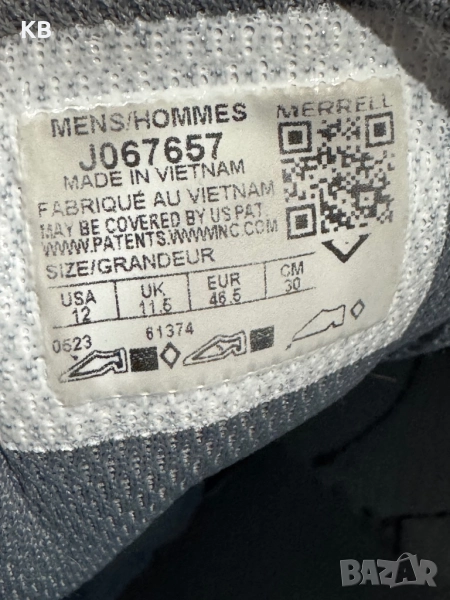 KB
MENS/HOMMES
MERRELL
J067657
MADE IN VIETNAM
FABRIQUÉ AU VIETNAM
MAY BE COVERED BY US PAT.
WWW.PATENTS.WWWINC.COM
SIZE/GRANDEUR
USA UK EUR CM
12 11.5 46.5 30
0523 61374
BAZAR